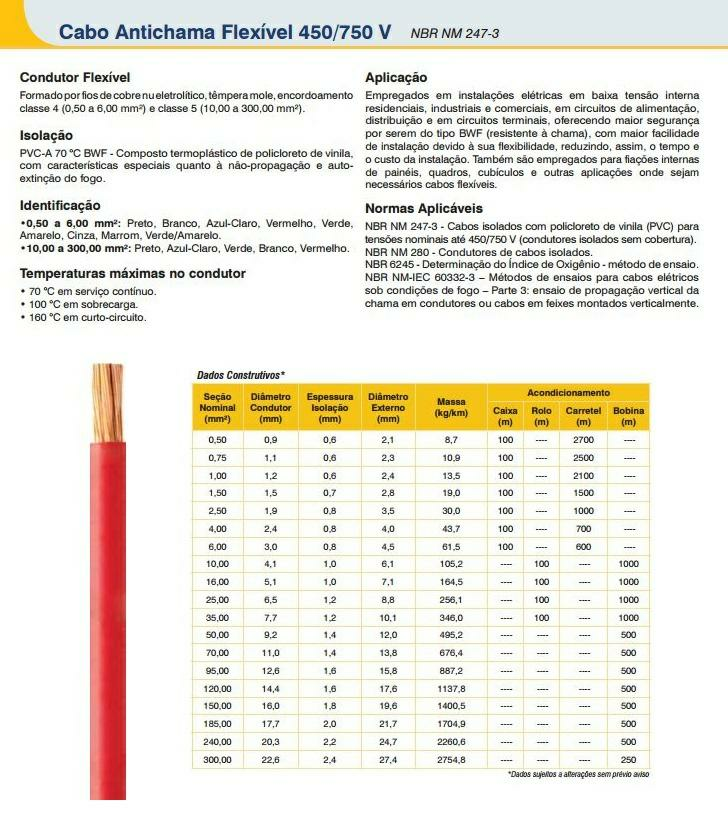 Cabo Antichama Flexível 450/750 V NBR NM 247-3
Condutor Flexível
Formado por fios de cobre nu eletrolítico, têmpera mole, encordoamento
classe 4 (0,50 a 6,00 mm²) e classe 5 (10,00 a 300,00 mm²).
Isolação
PVC-A 70 °C BWF - Composto termoplástico de policloreto de vinila,
com características especiais quanto à não-propagação e auto-
extinção do fogo.
Identificação
•0,50 a 6,00 mm²: Preto, Branco, Azul-Claro, Vermelho, Verde,
Amarelo, Cinza, Marrom, Verde/Amarelo.
•10,00 a 300,00 mm²: Preto, Azul-Claro, Verde, Branco, Vermelho.
Temperaturas máximas no condutor
• 70 °C em serviço contínuo.
• 100 °C em sobrecarga.
• 160 °C em curto-circuito.
Aplicação
Empregados em instalações elétricas em baixa tensão interna
residenciais, industriais e comerciais, em circuitos de alimentação,
distribuição e em circuitos terminais, oferecendo maior segurança
por serem do tipo BWF (resistente à chama), com maior facilidade
de instalação devido à sua flexibilidade, reduzindo, assim, o tempo e
o custo da instalação. Também são empregados para fiações internas
de painéis, quadros, cubículos e outras aplicações onde sejam
necessários cabos flexíveis.
Normas Aplicáveis
NBR NM 247-3 - Cabos isolados com policloreto de vinila (PVC) para
tensões nominais até 450/750 V (condutores isolados sem cobertura).
NBR NM 280 - Condutores de cabos isolados.
NBR 6245 - Determinação do Índice de Oxigênio - método de ensaio.
NBR NM-IEC 60332-3 – Métodos de ensaios para cabos elétricos
sob condições de fogo – Parte 3: ensaio de propagação vertical da
chama em condutores ou cabos em feixes montados verticalmente.
Dados Construtivos*
Seção Nominal (mm²) Diâmetro Condutor (mm) Espessura Isolação (mm) Diâmetro Externo (mm) Massa (kg/km) Acondicionamento
Caixa (m) Rolo (m) Carretel (m) Bobina (m)
0,50 0,9 0,6 2,1 8,7 100 ---- 2700 ----
0,75 1,1 0,6 2,3 10,9 100 ---- 2500 ----
1,00 1,2 0,6 2,4 13,5 100 ---- 2100 ----
1,50 1,5 0,7 2,8 19,0 100 ---- 1500 ----
2,50 1,9 0,8 3,5 30,0 100 ---- 1000 ----
4,00 2,4 0,8 4,0 43,7 100 ---- 700 ----
6,00 3,0 0,8 4,5 61,5 100 ---- 600 ----
10,00 4,1 1,0 6,1 105,2 ---- 100 ---- 1000
16,00 5,1 1,0 7,1 164,5 ---- 100 ---- 1000
25,00 6,5 1,2 8,8 256,1 ---- 100 ---- 1000
35,00 7,7 1,2 10,1 346,0 ---- 100 ---- 1000
50,00 9,2 1,4 12,0 495,2 ---- ---- ---- 500
70,00 11,0 1,4 13,8 676,4 ---- ---- ---- 500
95,00 12,6 1,6 15,8 887,2 ---- ---- ---- 500
120,00 14,4 1,6 17,6 1137,8 ---- ---- ---- 500
150,00 16,0 1,8 19,6 1400,5 ---- ---- ---- 500
185,00 17,7 2,0 21,7 1704,9 ---- ---- ---- 500
240,00 20,3 2,2 24,7 2260,6 ---- ---- ---- 500
300,00 22,6 2,4 27,4 2754,8 ---- ---- ---- 250
*Dados sujeitos a alterações sem prévio aviso